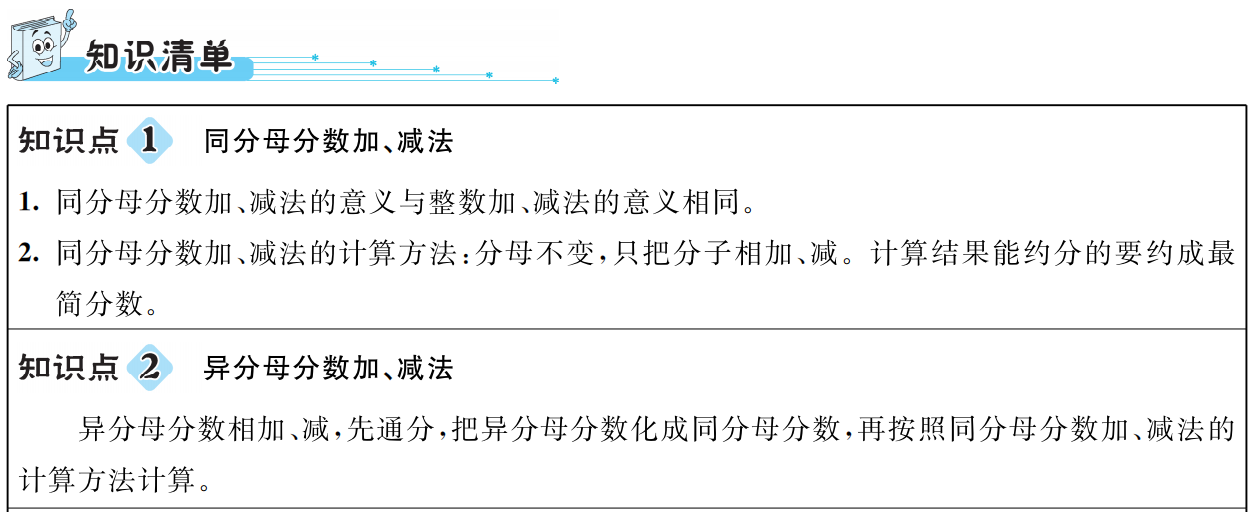 知识清单
知识点 1 同分母分数加、减法
1. 同分母分数加、减法的意义与整数加、减法的意义相同。
2. 同分母分数加、减法的计算方法:分母不变,只把分子相加、减。计算结果能约分的要约成最
简分数。
知识点 2 异分母分数加、减法
异分母分数相加、减,先通分,把异分母分数化成同分母分数,再按照同分母分数加、减法的
计算方法计算。